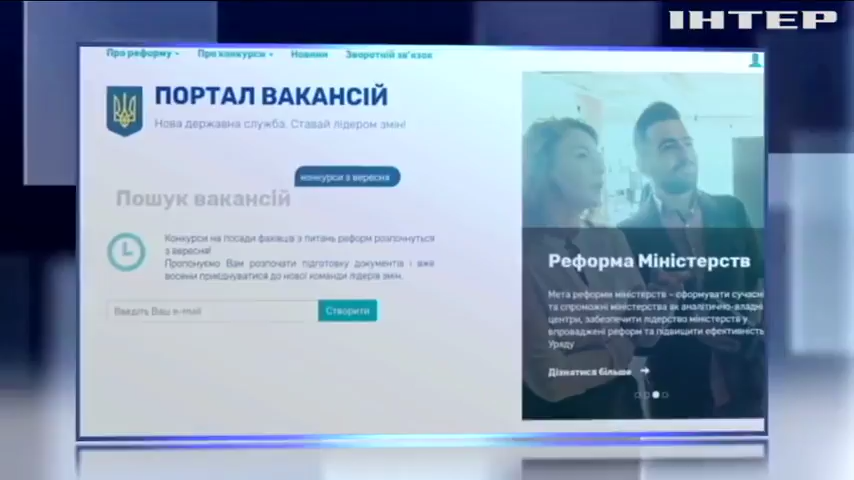 ІНТЕР
Про реформу
Про конкурси
Новини
Зворотній зв'язок
ПОРТАЛ ВАКАНСІЙ
Нова державна служба. Ставай лідером змін!
конкурси з вересня
Пошук вакансій
Конкурси на посади фахівців з питань реформ розпочнуться
з вересня!
Пропонуємо Вам розпочати підготовку документів і вже
восени приєднуватися до нової команди лідерів змін.
Введіть Ваш e-mail
Створити
Реформа Міністерств
Мета реформи міністерств – сформувати сучасні
та спроможні міністерства як аналітично-владні
центри, забезпечити лідерство міністерств у
впроваджені реформ та підвищити ефективність
Уряду
Дізнатися більше